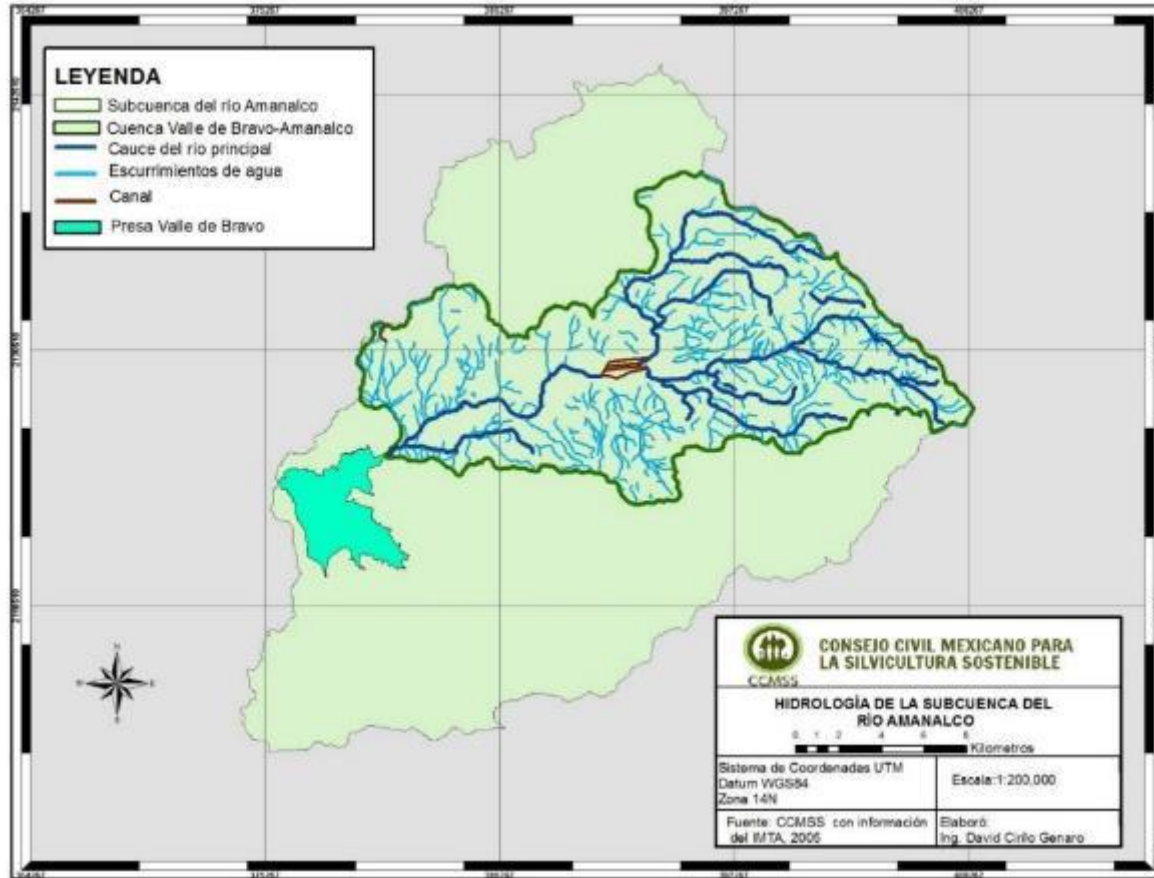 LEYENDA
Subcuenca del río Amanalco
Cuenca Valle de Bravo-Amanalco
Cauce del río principal
Escurrimientos de agua
Canal
Presa Valle de Bravo
N
CCMSS
CONSEJO CIVIL MEXICANO PARA
LA SILVICULTURA SOSTENIBLE
HIDROLOGÍA DE LA SUBCUENCA DEL
RÍO AMANALCO
0 1 2 4 6 8
Kilometros
Sistema de Coordenadas UTM
Datum WGS84
Zona 14N
Escala:1:200,000
Fuente: CCMSS con información
del IMTA, 2005
Elaboró:
Ing. David Cirilo Genaro